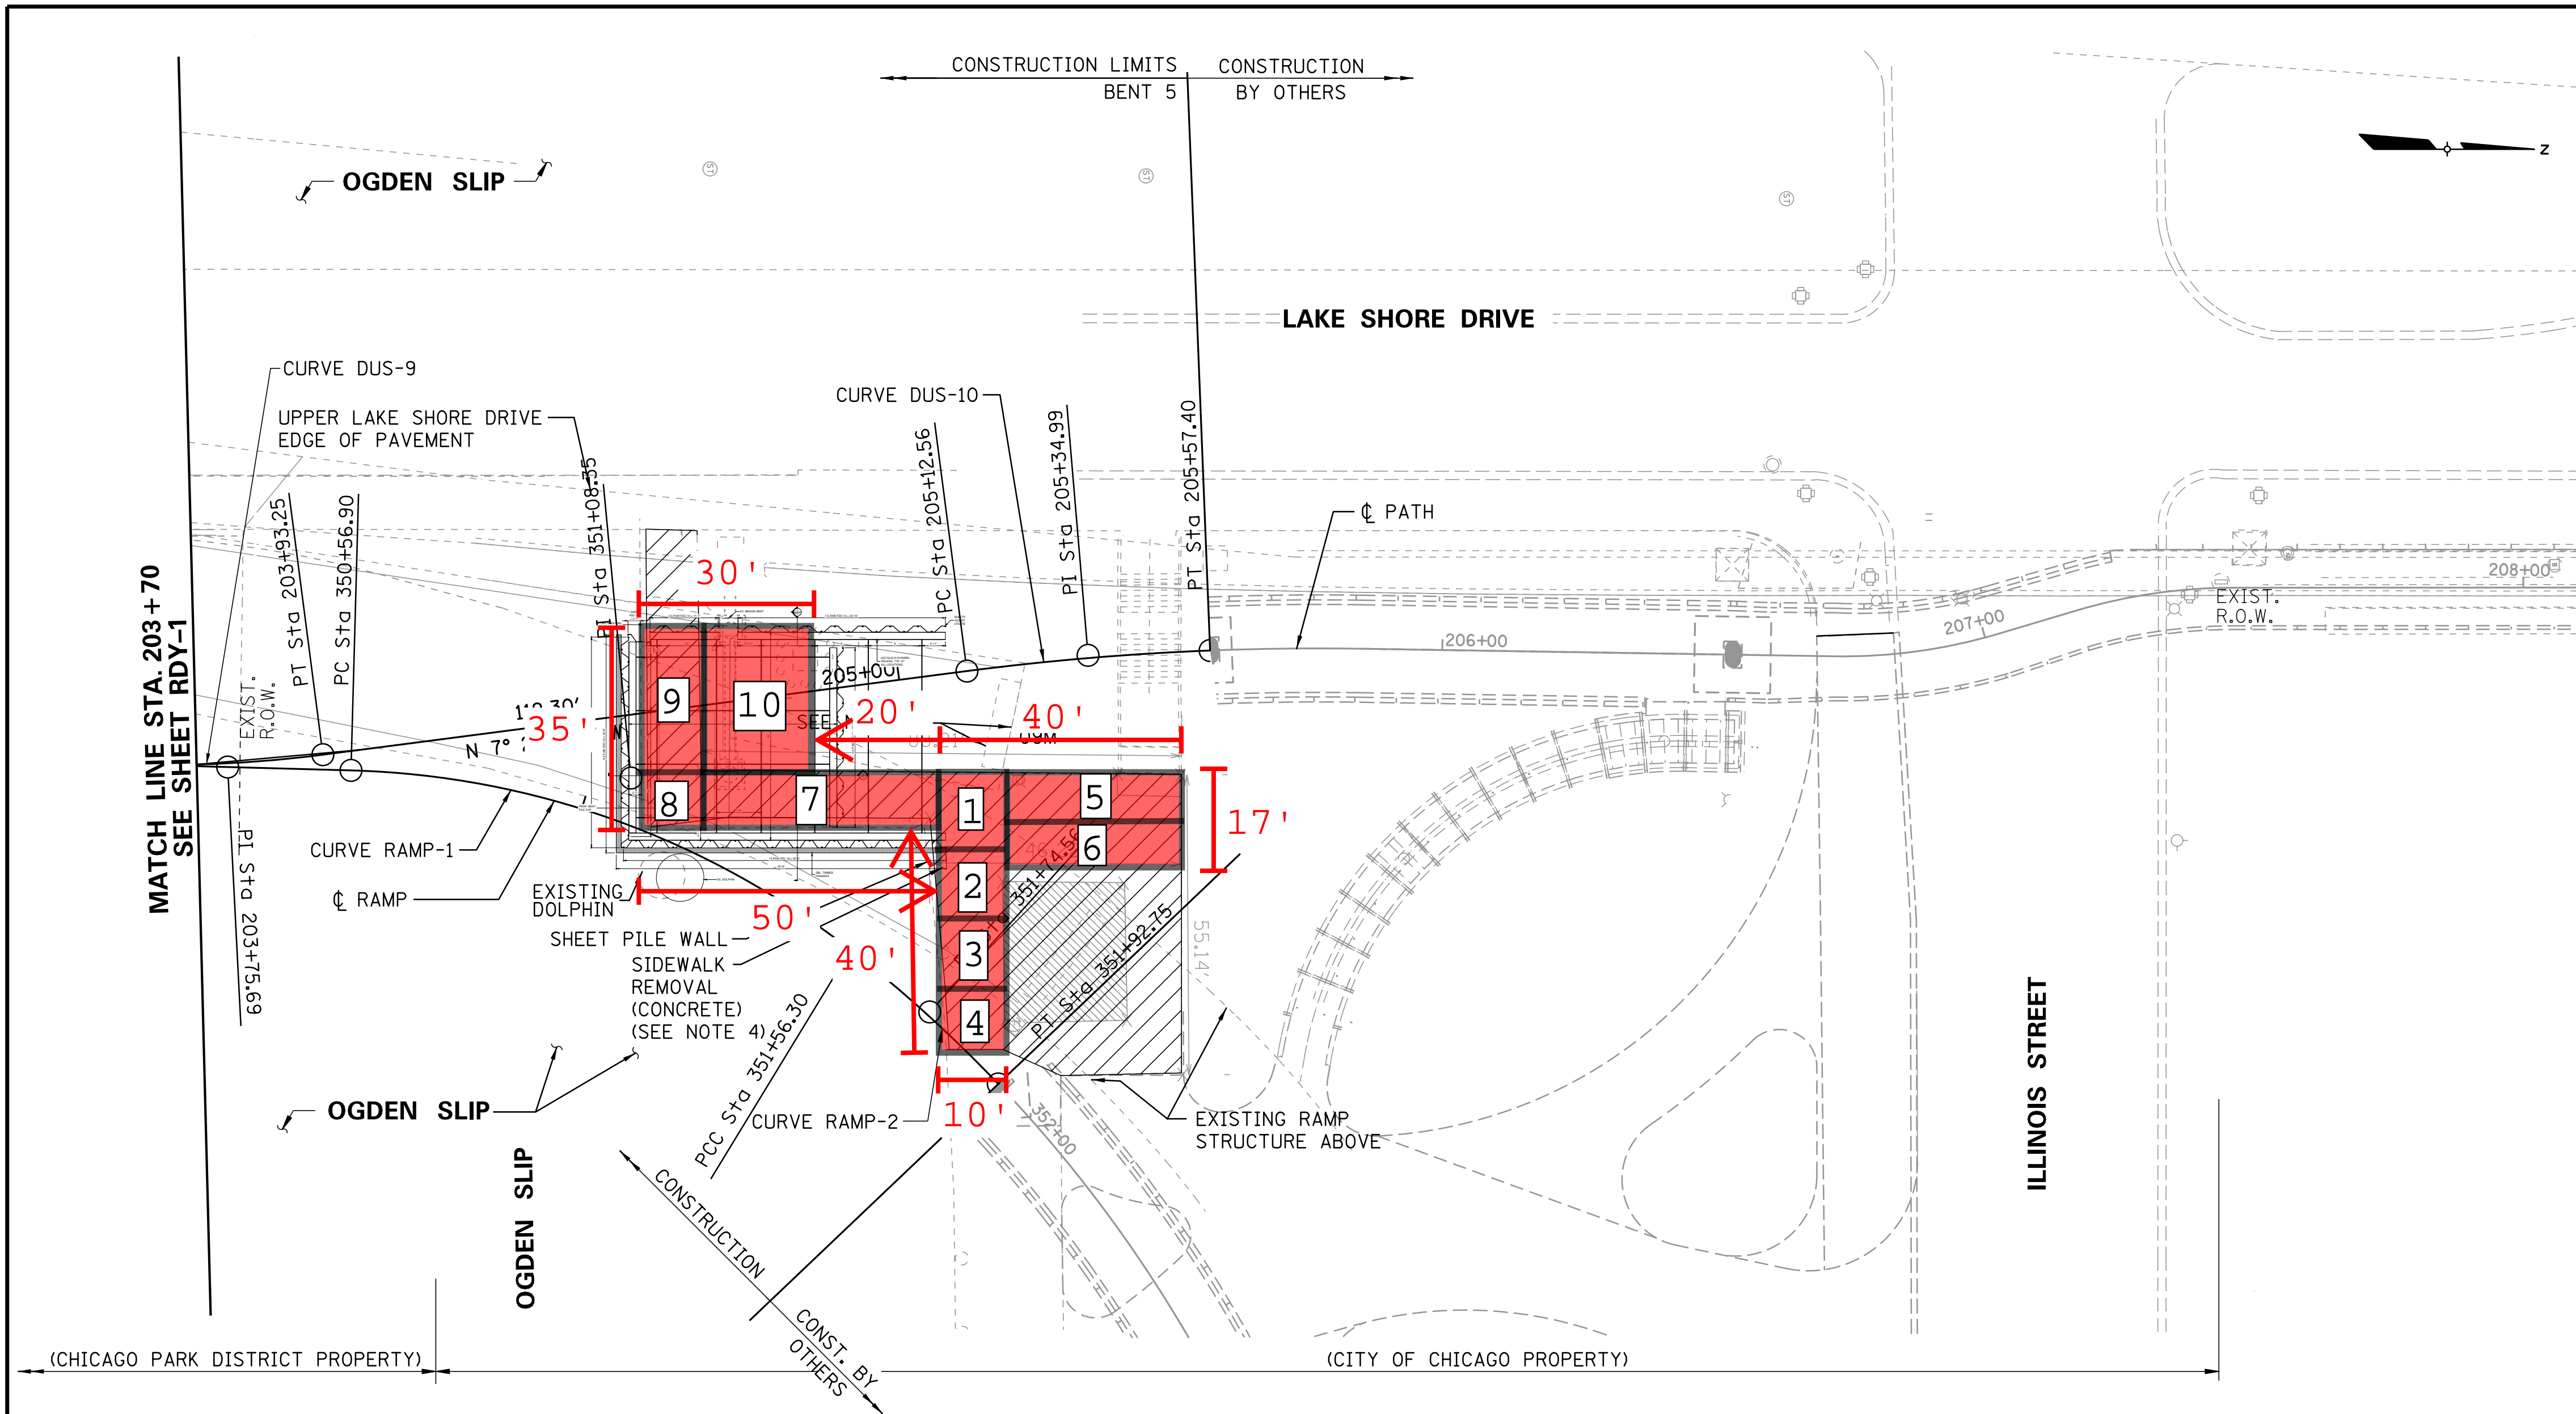 CONSTRUCTION LIMITS
CONSTRUCTION
BENT 5
BY OTHERS
Z
OGDEN SLIP
ST
ST
ST
LAKE SHORE DRIVE
CURVE DUS-9
CURVE DUS-10
UPPER LAKE SHORE DRIVE
EDGE OF PAVEMENT
PT Sta 203+93.25
PC Sta 350+56.90
PI Sta 351+08.35
PC Sta 205+12.56
PI Sta 205+34.99
PT Sta 205+57.40
℄ PATH
MATCH LINE STA. 203+70
SEE SHEET RDY-1
EXIST.
R.O.W.
30'
208+00
EXIST.
R.O.W.
207+00
206+00
205+00
9
10
35'
N 7°
SEE
20'
40'
8
7
1
5
6
2
3
4
17'
CURVE RAMP-1
℄ RAMP
PI Sta 203+75.69
EXISTING
DOLPHIN
50'
40'
SHEET PILE WALL
SIDEWALK
REMOVAL
(CONCRETE)
(SEE NOTE 4)
351+74.56
PT Sta 351+92.75
55.14'
PCC Sta 351+56.30
OGDEN SLIP
CURVE RAMP-2
10'
352+00
EXISTING RAMP
STRUCTURE ABOVE
ILLINOIS STREET
OGDEN SLIP
CONSTRUCTION
CONST. BY
OTHERS
(CHICAGO PARK DISTRICT PROPERTY)
(CITY OF CHICAGO PROPERTY)